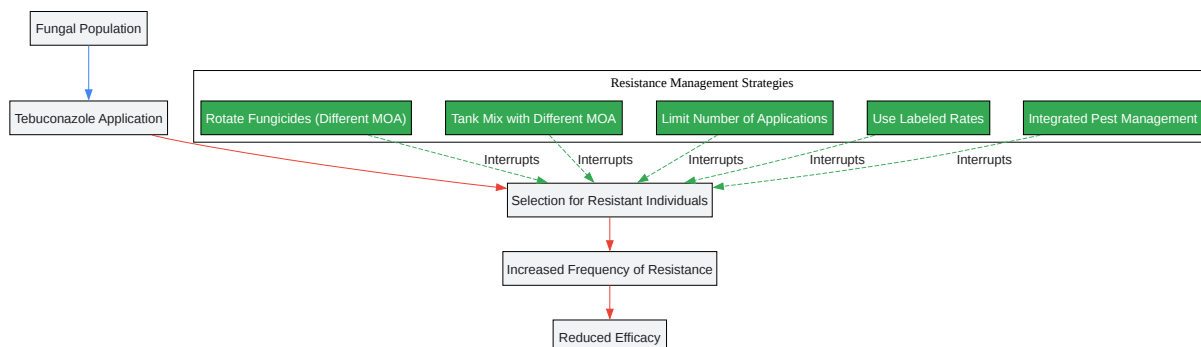 Fungal Population
Resistance Management Strategies
Tebuconazole Application
Rotate Fungicides (Different MOA)
Tank Mix with Different MOA
Limit Number of Applications
Use Labeled Rates
Integrated Pest Management
Interrupts
Interrupts
Interrupts
Interrupts
Interrupts
Selection for Resistant Individuals
Increased Frequency of Resistance
Reduced Efficacy